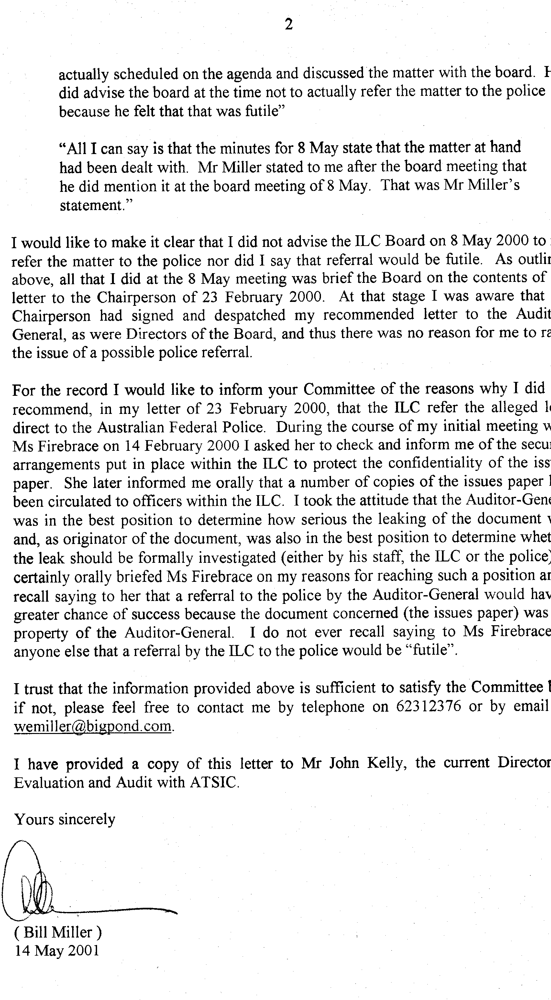 2
actually scheduled on the agenda and discussed the matter with the board.
did advise the board at the time not to actually refer the matter to the police
because he felt that that was futile”
“All I can say is that the minutes for 8 May state that the matter at hand
had been dealt with. Mr Miller stated to me after the board meeting that
he did mention it at the board meeting of 8 May. That was Mr Miller’s
statement.”
I would like to make it clear that I did not advise the ILC Board on 8 May 2000 to
refer the matter to the police nor did I say that referral would be futile. As
above, all that I did at the 8 May meeting was brief the Board on the contents of
letter to the Chairperson of 23 February 2000. At that stage I was aware that
Chairperson had signed and despatched my recommended letter to the
General, as were Directors of the Board, and thus there was no reason for me to
the issue of a possible police referral.
For the record I would like to inform your Committee of the reasons why I did
recommend, in my letter of 23 February 2000, that the ILC refer the alleged
direct to the Australian Federal Police. During the course of my initial meeting
Ms Firebrace on 14 February 2000 I asked her to check and inform me of the
arrangements put in place within the ILC to protect the confidentiality of the
paper. She later informed me orally that a number of copies of the issues paper
been circulated to officers within the ILC. I took the attitude that the
was in the best position to determine how serious the leaking of the document
and, as originator of the document, was also in the best position to determine
the leak should be formally investigated (either by his staff, the ILC or the police)
certainly orally briefed Ms Firebrace on my reasons for reaching such a position
recall saying to her that a referral to the police by the Auditor-General would
greater chance of success because the document concerned (the issues paper) was
property of the Auditor-General. I do not ever recall saying to Ms Firebrace
anyone else that a referral by the ILC to the police would be “futile”.
I trust that the information provided above is sufficient to satisfy the Committee
if not, please feel free to contact me by telephone on 62312376 or by email
wemiller@bigpond.com.
I have provided a copy of this letter to Mr John Kelly, the current Director
Evaluation and Audit with ATSIC.
Yours sincerely
( Bill Miller )
14 May 2001